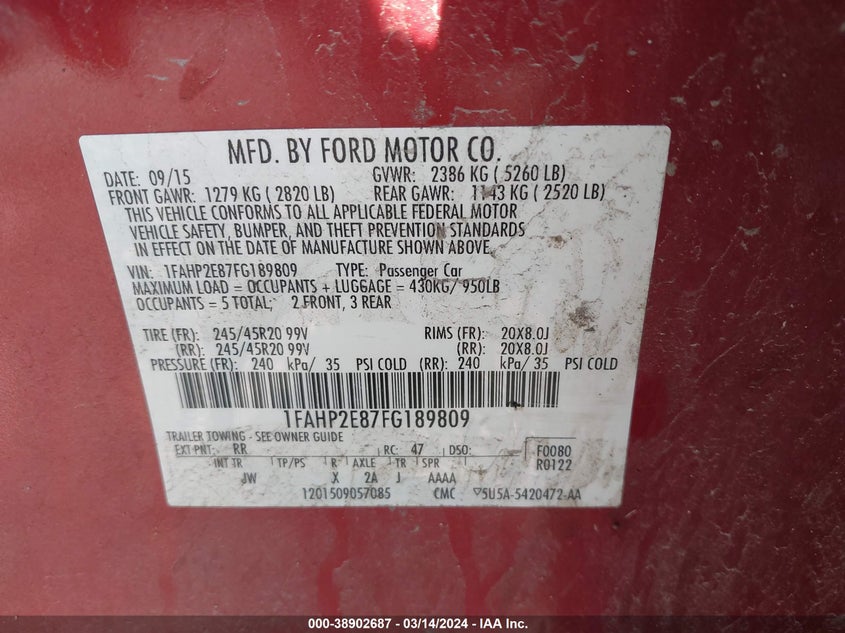 MFD. BY FORD MOTOR CO.
DATE: 09/15 GVWR: 2386 KG ( 5260 LB)
FRONT GAWR: 1279 KG ( 2820 LB) REAR GAWR: 1143 KG ( 2520 LB)
THIS VEHICLE CONFORMS TO ALL APPLICABLE FEDERAL MOTOR
VEHICLE SAFETY, BUMPER, AND THEFT PREVENTION STANDARDS
IN EFFECT ON THE DATE OF MANUFACTURE SHOWN ABOVE.
VIN: 1FAHP2E87FG189809 TYPE: Passenger Car
MAXIMUM LOAD = OCCUPANTS + LUGGAGE = 430KG/ 950LB
OCCUPANTS = 5 TOTAL; 2 FRONT, 3 REAR
TIRE (FR): 245/45R20 99V RIMS (FR): 20X8.0J
(RR): 245/45R20 99V (RR): 20X8.0J
PRESSURE (FR): 240 kPa/ 35 PSI COLD (RR): 240 kPa/ 35 PSI COLD
1FAHP2E87FG189809
TRAILER TOWING - SEE OWNER GUIDE
EXT PNT: RR RC: 47 DSO: F0080
INT TR TP/PS R AXLE TR SPR R0122
JW X 2A J AAAA
1201509057085 CMC ▽5U5A-5420472-AA
000-38902687 - 03/14/2024 - IAA Inc.